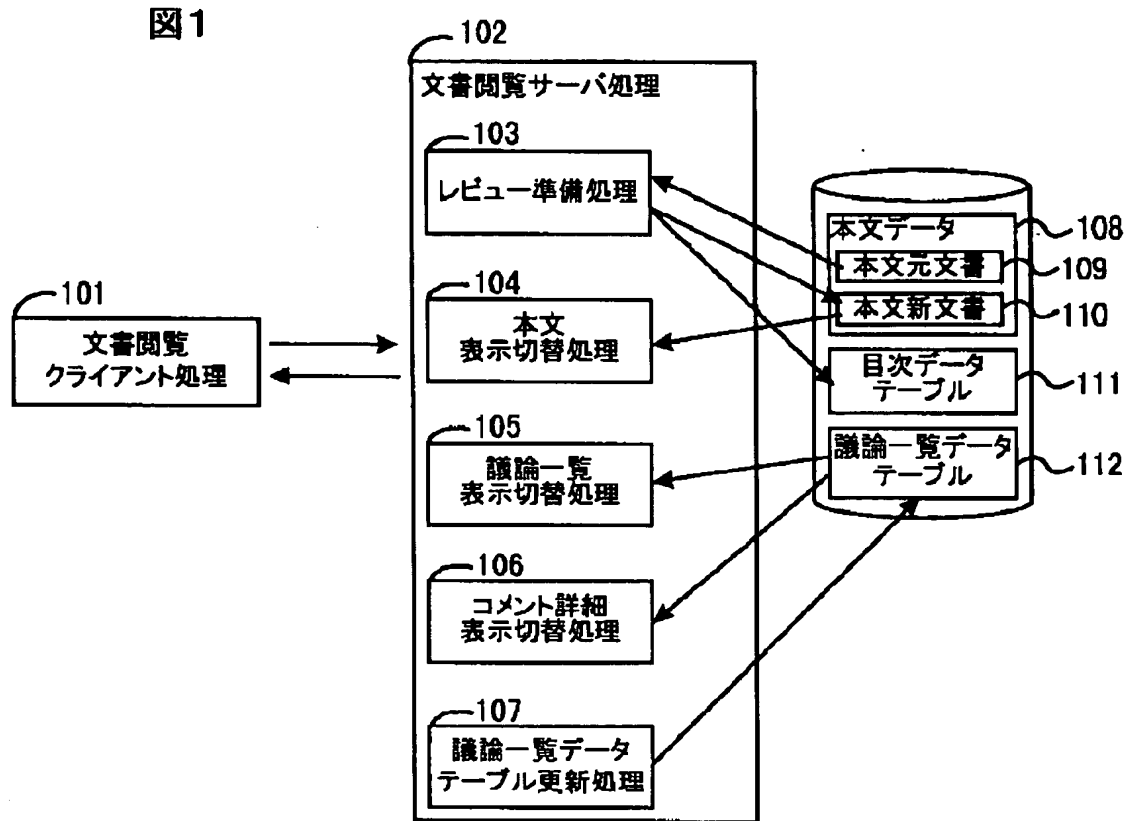 図1
102
文書閲覧サーバ処理
103
レビュー準備処理
本文データ
108
本文元文書
109
本文新文書
110
101
文書閲覧
クライアント処理
104
本文
表示切替処理
目次データ
テーブル
111
105
議論一覧
表示切替処理
議論一覧データ
テーブル
112
106
コメント詳細
表示切替処理
107
議論一覧データ
テーブル更新処理